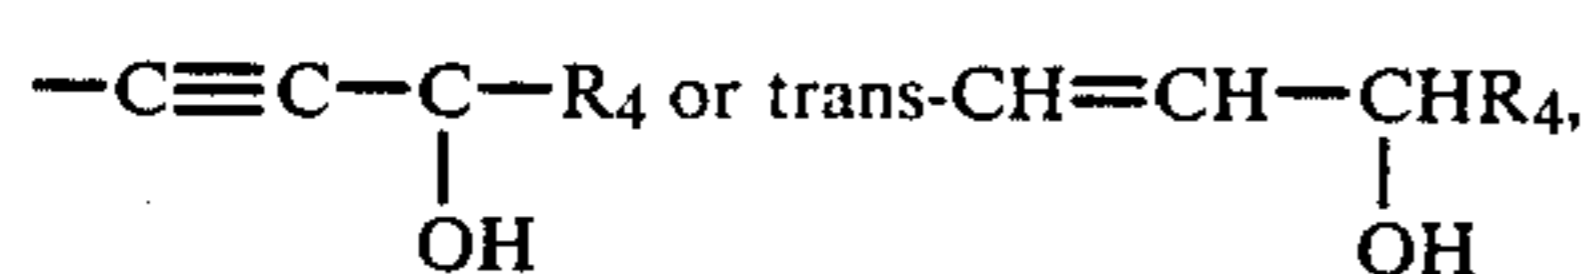 —C≡C—C—R₄ or trans-CH=CH—CHR₄,
OH OH